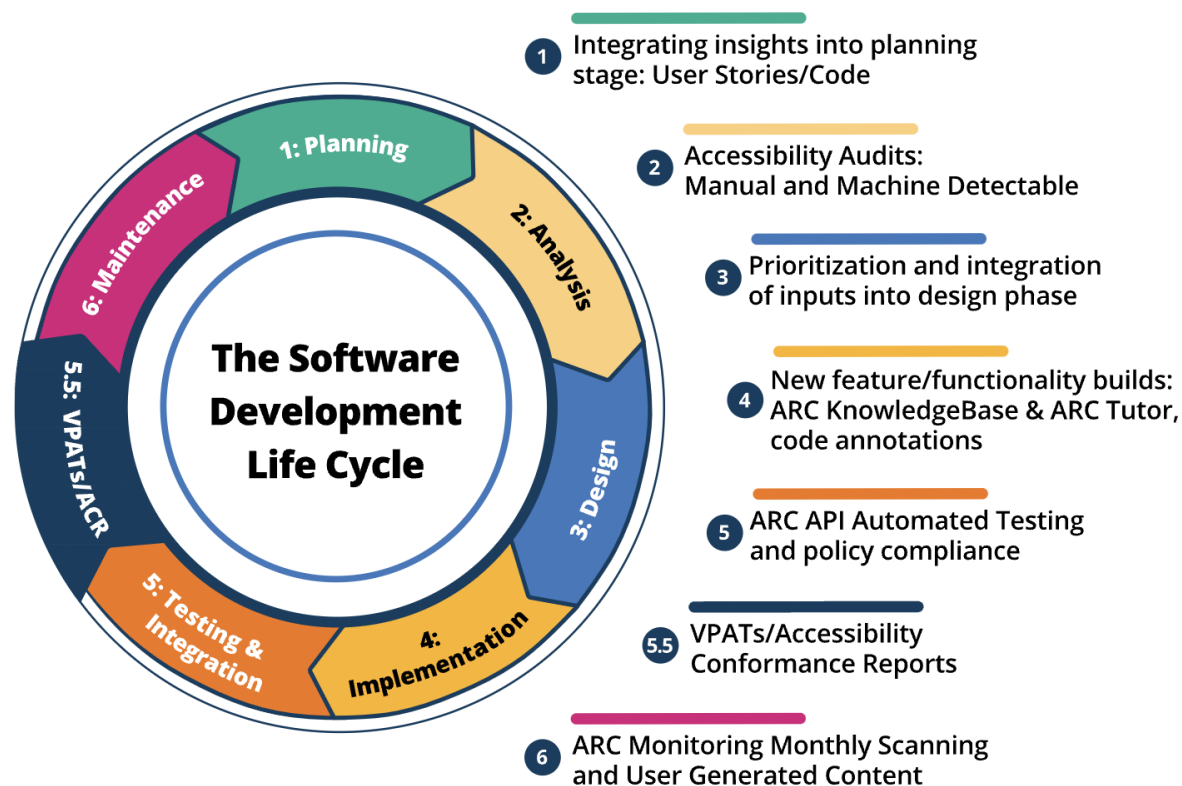 1: Planning
2: Analysis
3: Design
4:
Implementation
5: Testing &
Integration
5.5: VPATs/ACR
6: Maintenance
The Software
Development
Life Cycle
1
Integrating insights into planning
stage: User Stories/Code
2
Accessibility Audits:
Manual and Machine Detectable
3
Prioritization and integration
of inputs into design phase
4
New feature/functionality builds:
ARC KnowledgeBase & ARC Tutor,
code annotations
5
ARC API Automated Testing
and policy compliance
5.5
VPATs/Accessibility
Conformance Reports
6
ARC Monitoring Monthly Scanning
and User Generated Content